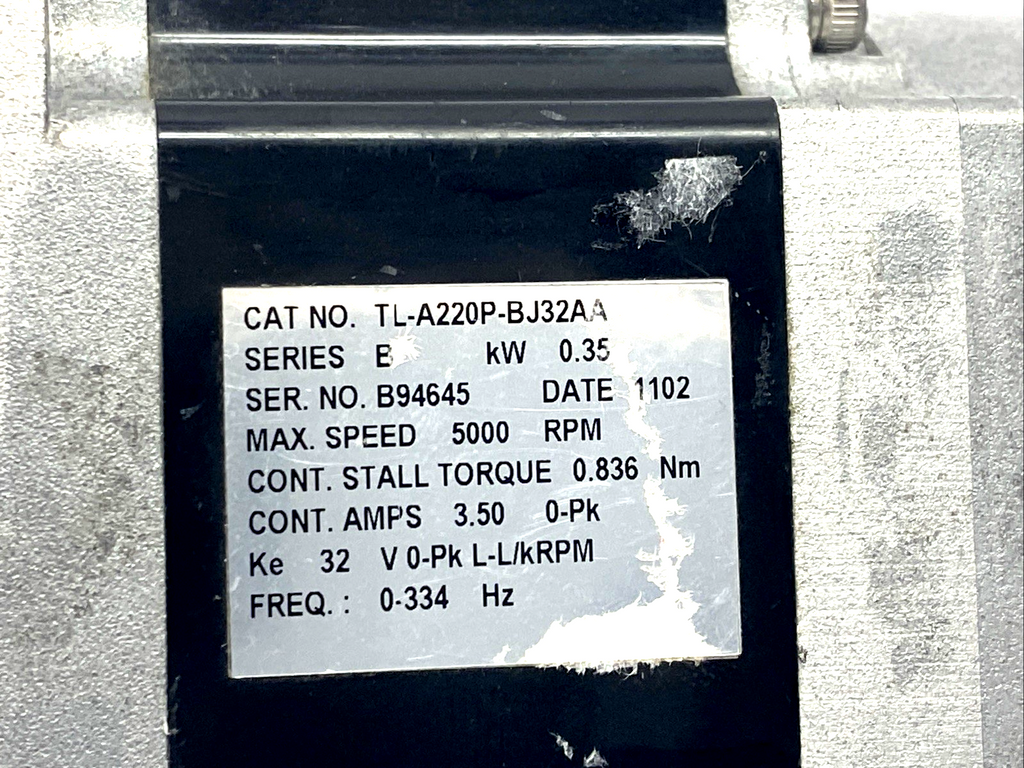 CAT NO. TL-A220P-BJ32AA
SERIES B kW 0.35
SER. NO. B94645 DATE 1102
MAX. SPEED 5000 RPM
CONT. STALL TORQUE 0.836 Nm
CONT. AMPS 3.50 0-Pk
Ke 32 V 0-Pk L-L/kRPM
FREQ. : 0-334 Hz